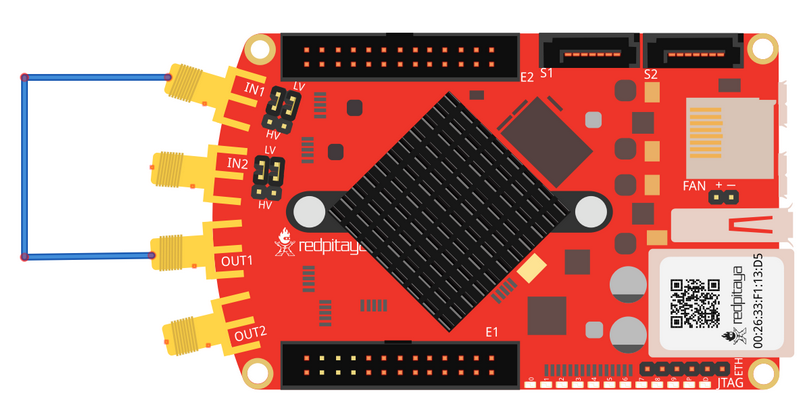 E2
S1
S2
IN1
LV
HV
LV
IN2
HV
FAN + −
redpitaya
OUT1
OUT2
E1
redpitaya
00:26:33:F1:13:D5
ETH
JTAG